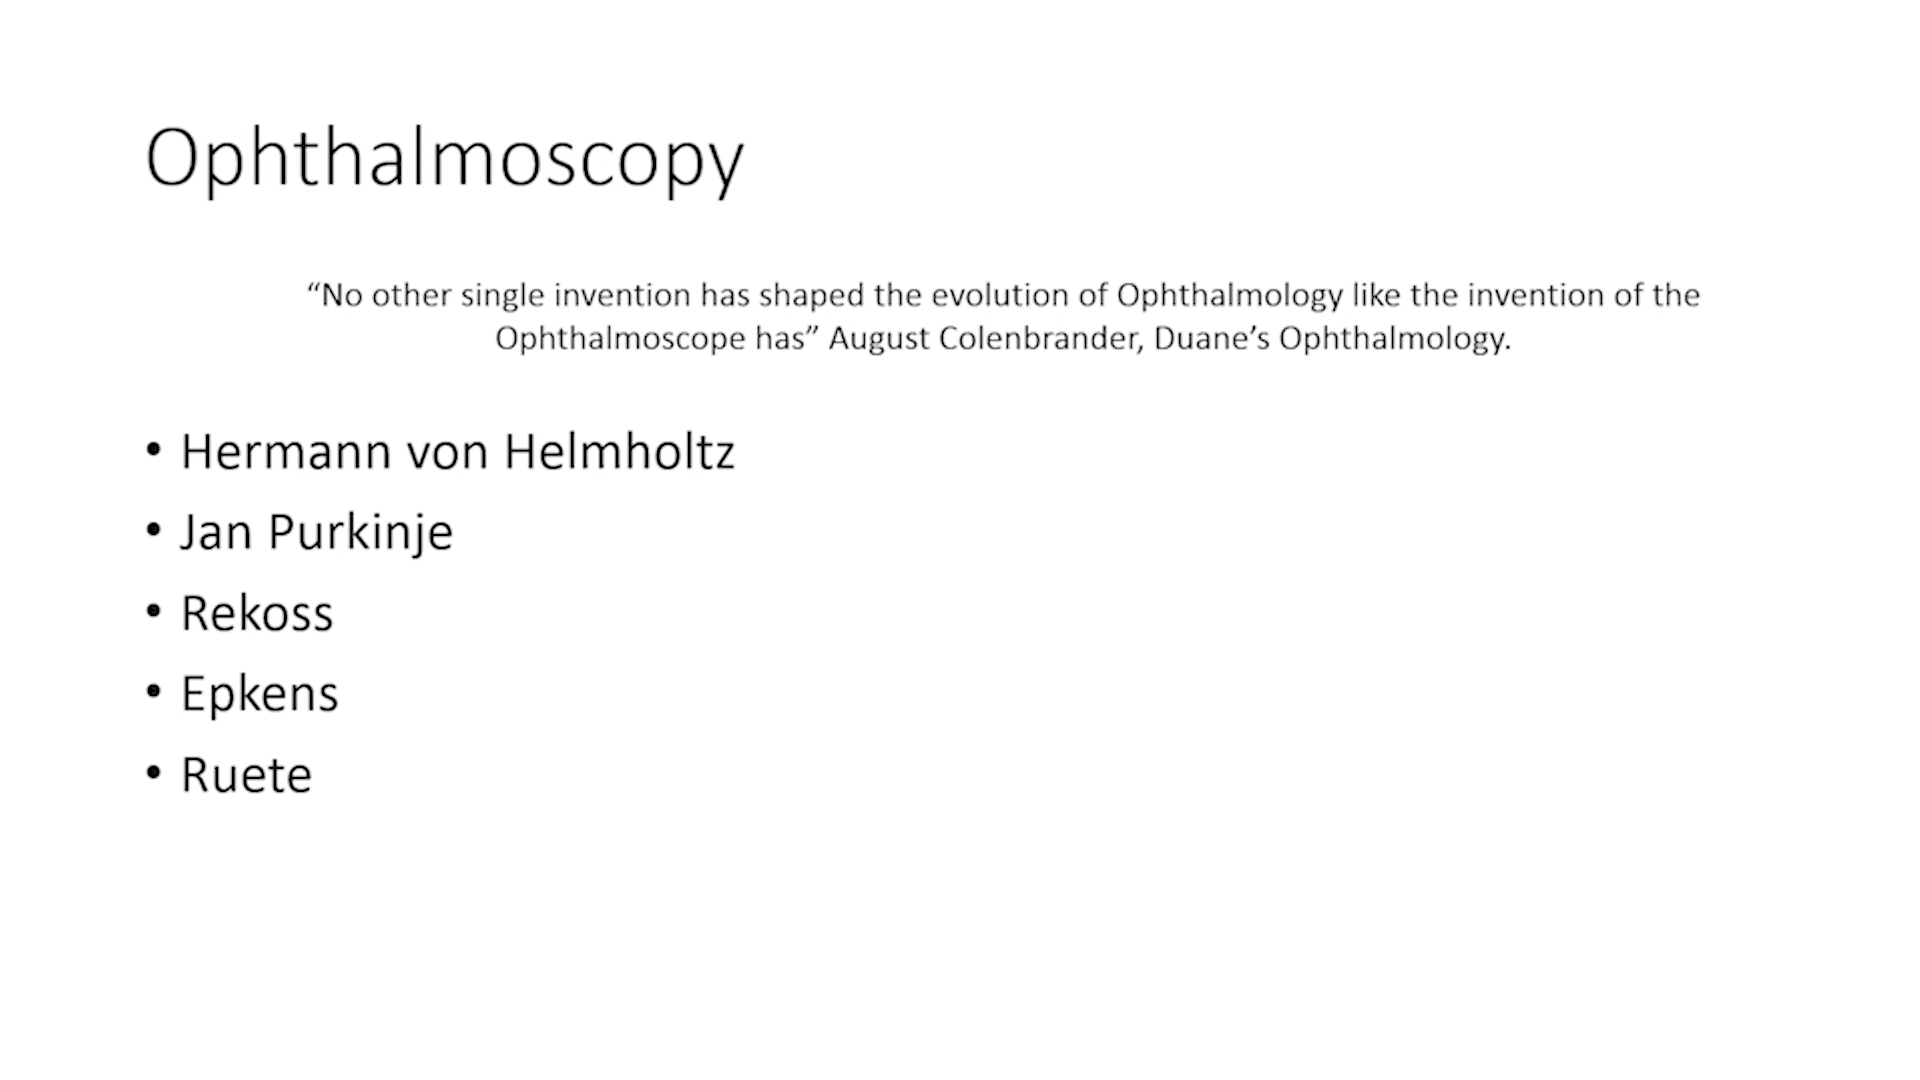 Ophthalmoscopy
“No other single invention has shaped the evolution of Ophthalmology like the invention of the
Ophthalmoscope has” August Colenbrander, Duane’s Ophthalmology.
• Hermann von Helmholtz
• Jan Purkinje
• Rekoss
• Epkens
• Ruete